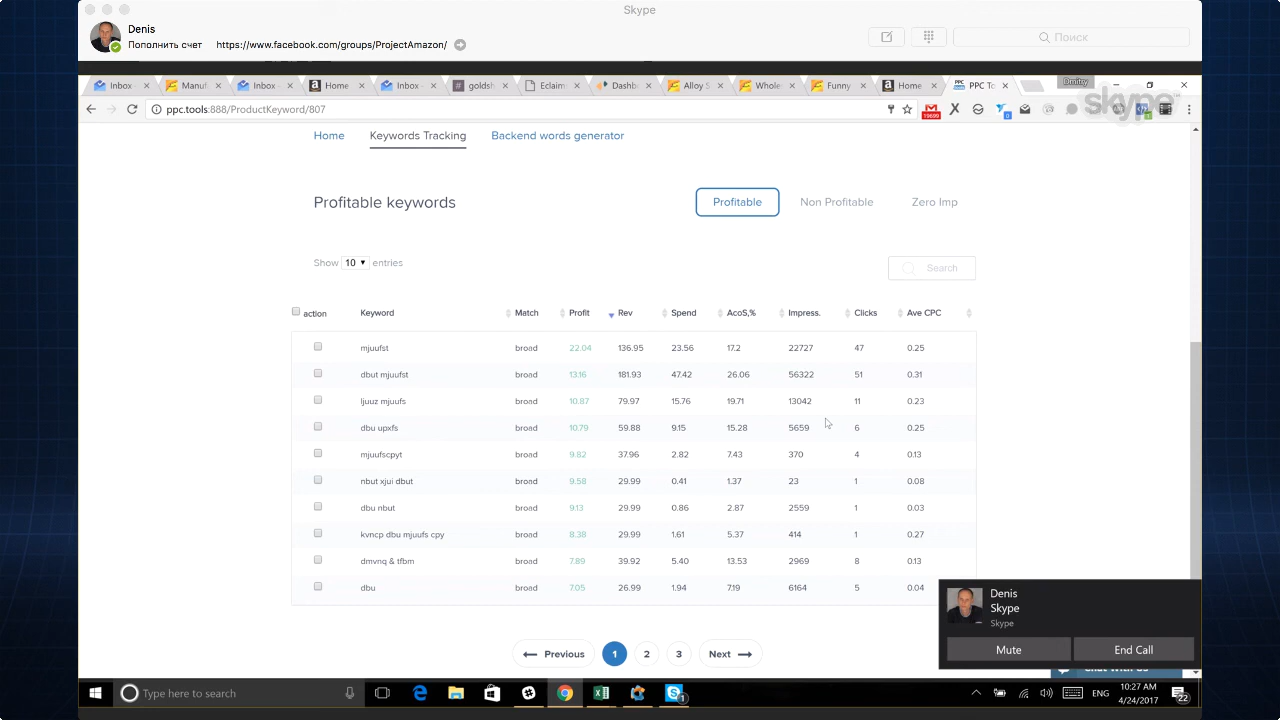 Skype
Denis
Пополнить счет https://www.facebook.com/groups/ProjectAmazon/
Поиск
Inbox Manuf Inbox Home Inbox goldsh Eclaim Dashb Alloy S Whole Funny Home PPC To Dmitry
skype™
ppc.tools:888/ProductKeyword/807
19699
Home Keywords Tracking Backend words generator
Profitable keywords Profitable Non Profitable Zero Imp
Show 10 entries Search
action Keyword Match Profit Rev Spend AcoS,% Impress. Clicks Ave CPC
mjuufst broad 22.04 136.95 23.56 17.2 22727 47 0.25
dbut mjuufst broad 13.16 181.93 47.42 26.06 56322 51 0.31
ljuuz mjuufs broad 10.87 79.97 15.76 19.71 13042 11 0.23
dbu upxfs broad 10.79 59.88 9.15 15.28 5659 6 0.25
mjuufscpyt broad 9.82 37.96 2.82 7.43 370 4 0.13
nbut xjui dbut broad 9.58 29.99 0.41 1.37 23 1 0.08
dbu nbut broad 9.13 29.99 0.86 2.87 2559 1 0.03
kvncp dbu mjuufs cpy broad 8.38 29.99 1.61 5.37 414 1 0.27
dmvnq & tfbm broad 7.89 39.92 5.40 13.53 2969 8 0.13
dbu broad 7.05 26.99 1.94 7.19 6164 5 0.04
Denis
Skype
Skype
Mute End Call
Previous 1 2 3 Next
Type here to search
ENG 10:27 AM
4/24/2017 22